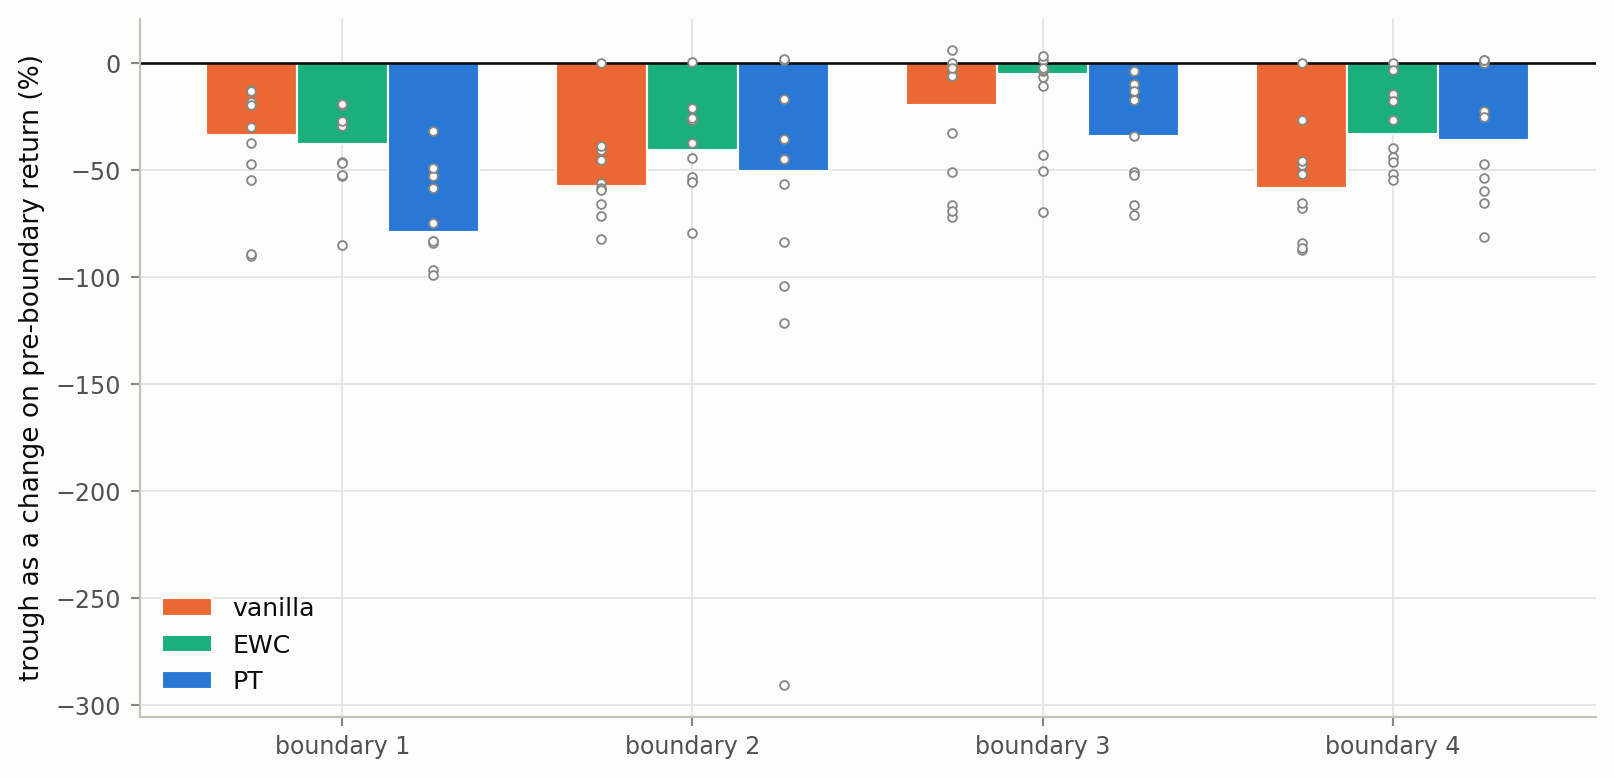 trough as a change on pre-boundary return (%)
0
−50
−100
−150
−200
−250
−300
vanilla
EWC
PT
boundary 1
boundary 2
boundary 3
boundary 4